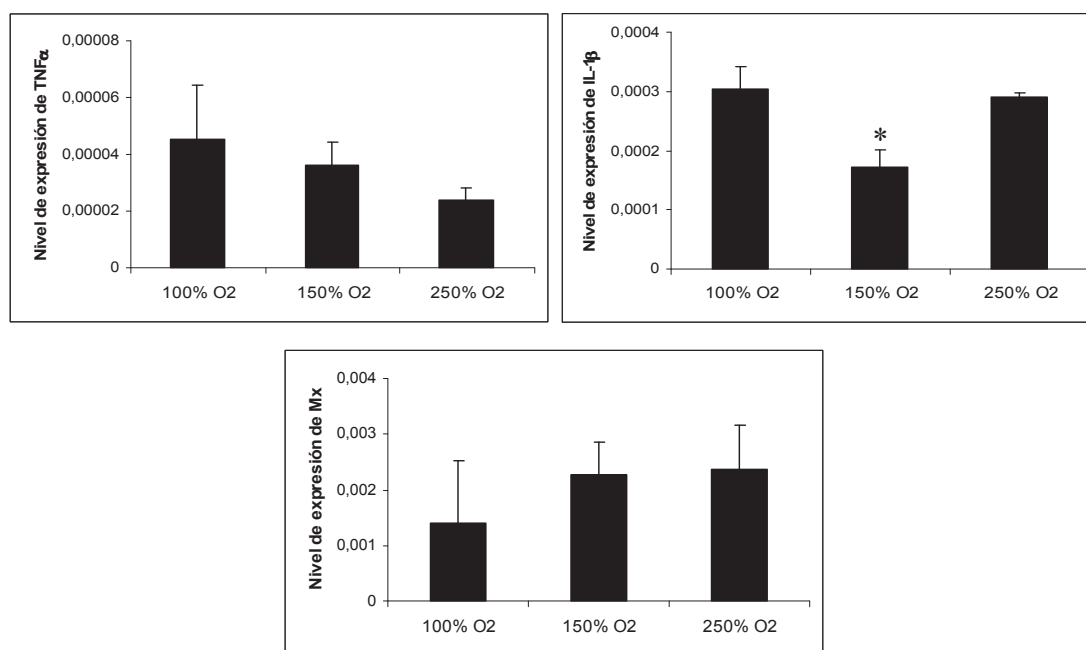 Nivel de expresión de TNFα
0,00008
0,00006
0,00004
0,00002
0
100% O2 150% O2 250% O2
Nivel de expresión de IL-1β
0,0004
0,0003
0,0002
0,0001
0
*
100% O2 150% O2 250% O2
Nivel de expresión de Mx
0,004
0,003
0,002
0,001
0
100% O2 150% O2 250% O2